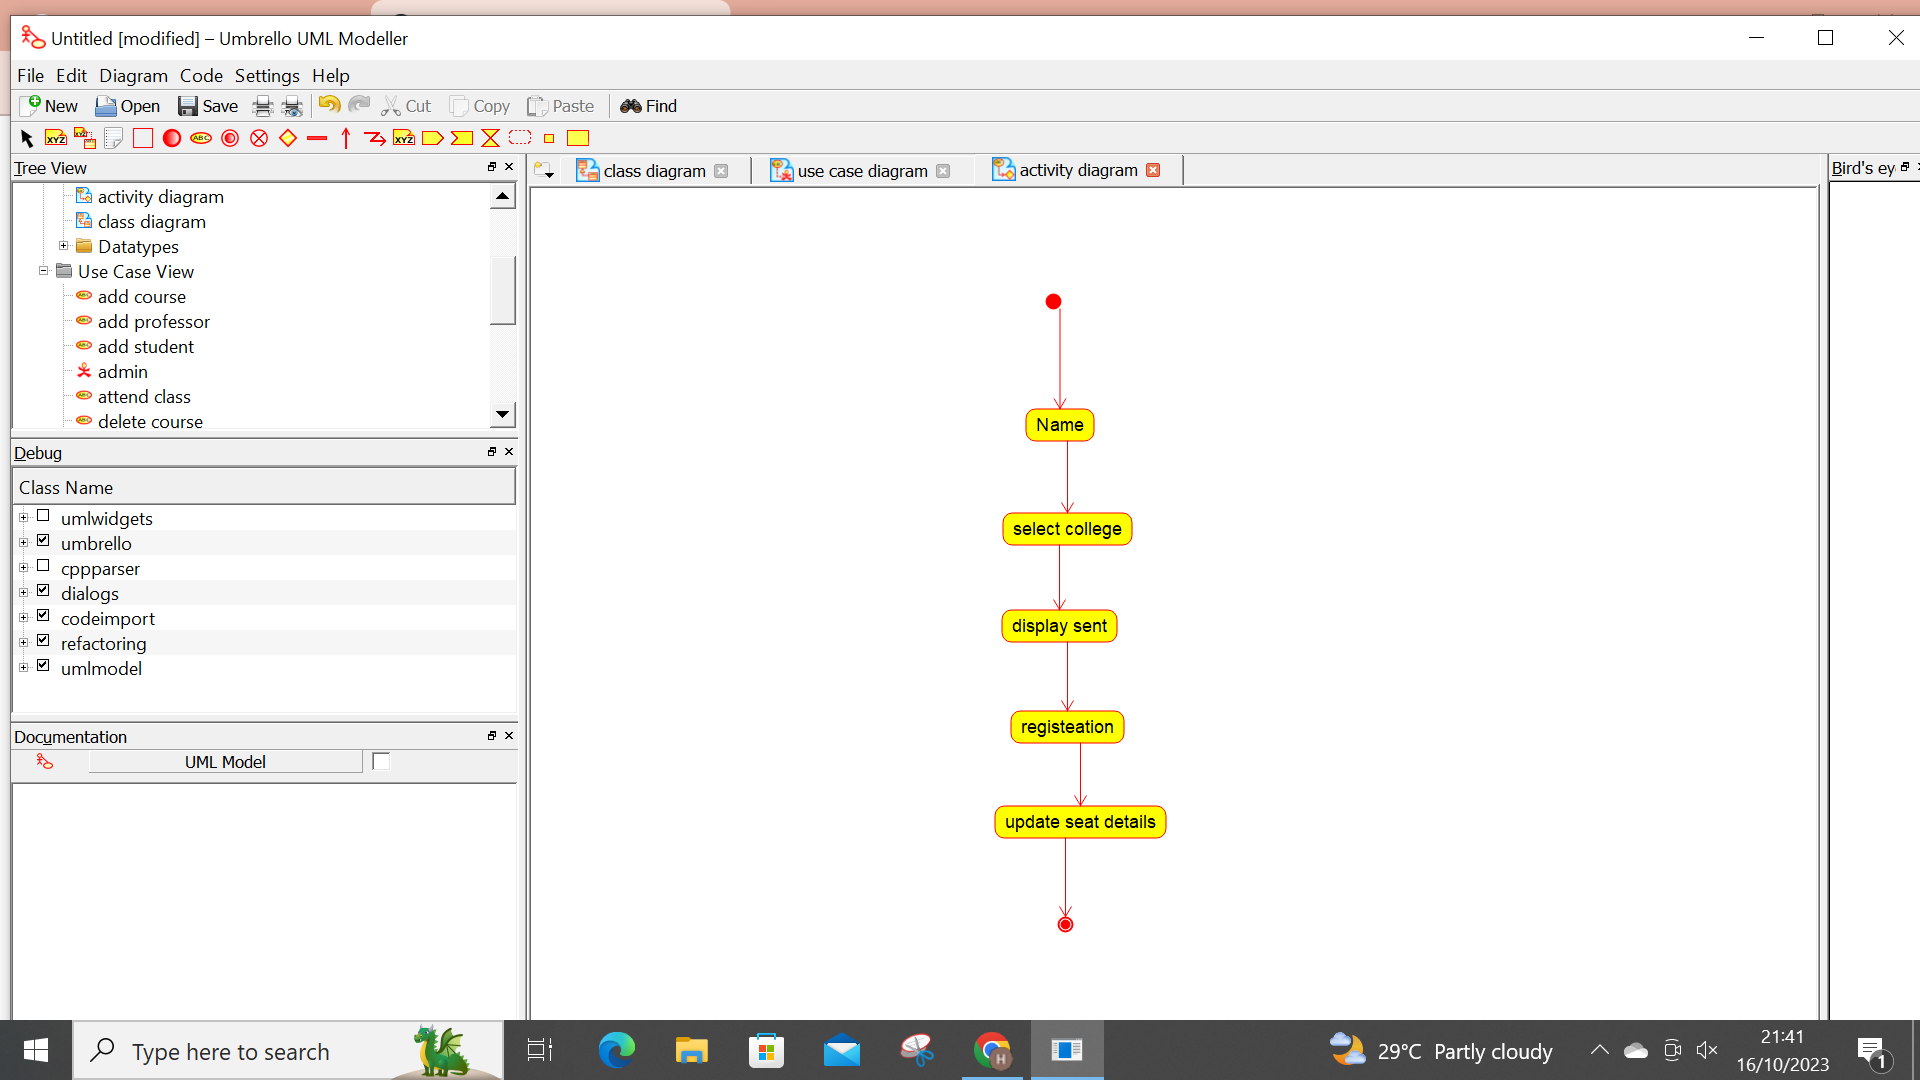 Untitled [modified] – Umbrello UML Modeller
File Edit Diagram Code Settings Help
New Open Save Cut Copy Paste Find
Tree View
class diagram use case diagram activity diagram
Bird's ey
activity diagram
class diagram
Datatypes
Use Case View
add course
add professor
add student
admin
attend class
delete course
Debug
Class Name
umlwidgets
umbrello
cppparser
dialogs
codeimport
refactoring
umlmodel
Documentation
UML Model
Name
select college
display sent
registeation
update seat details
Type here to search
29°C Partly cloudy
21:41
16/10/2023
1